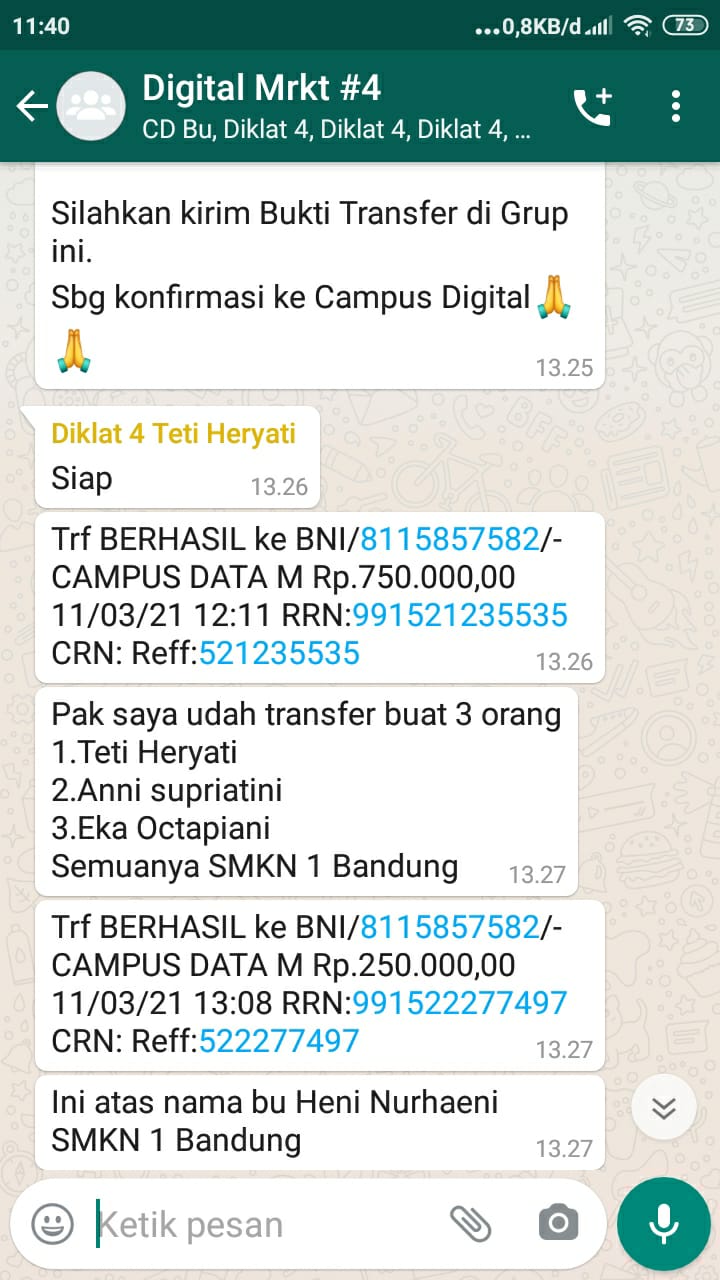 11:40
...0,8KB/d
73
Digital Mrkt #4
CD Bu, Diklat 4, Diklat 4, Diklat 4, ...
Silahkan kirim Bukti Transfer di Grup
ini.
Sbg konfirmasi ke Campus Digital🙏
🙏
13.25
Diklat 4 Teti Heryati
Siap
13.26
Trf BERHASIL ke BNI/8115857582/-
CAMPUS DATA M Rp.750.000,00
11/03/21 12:11 RRN:991521235535
CRN: Reff:521235535
13.26
Pak saya udah transfer buat 3 orang
1.Teti Heryati
2.Anni supriatini
3.Eka Octapiani
Semuanya SMKN 1 Bandung
13.27
Trf BERHASIL ke BNI/8115857582/-
CAMPUS DATA M Rp.250.000,00
11/03/21 13:08 RRN:991522277497
CRN: Reff:522277497
13.27
Ini atas nama bu Heni Nurhaeni
SMKN 1 Bandung
13.27
Ketik pesan